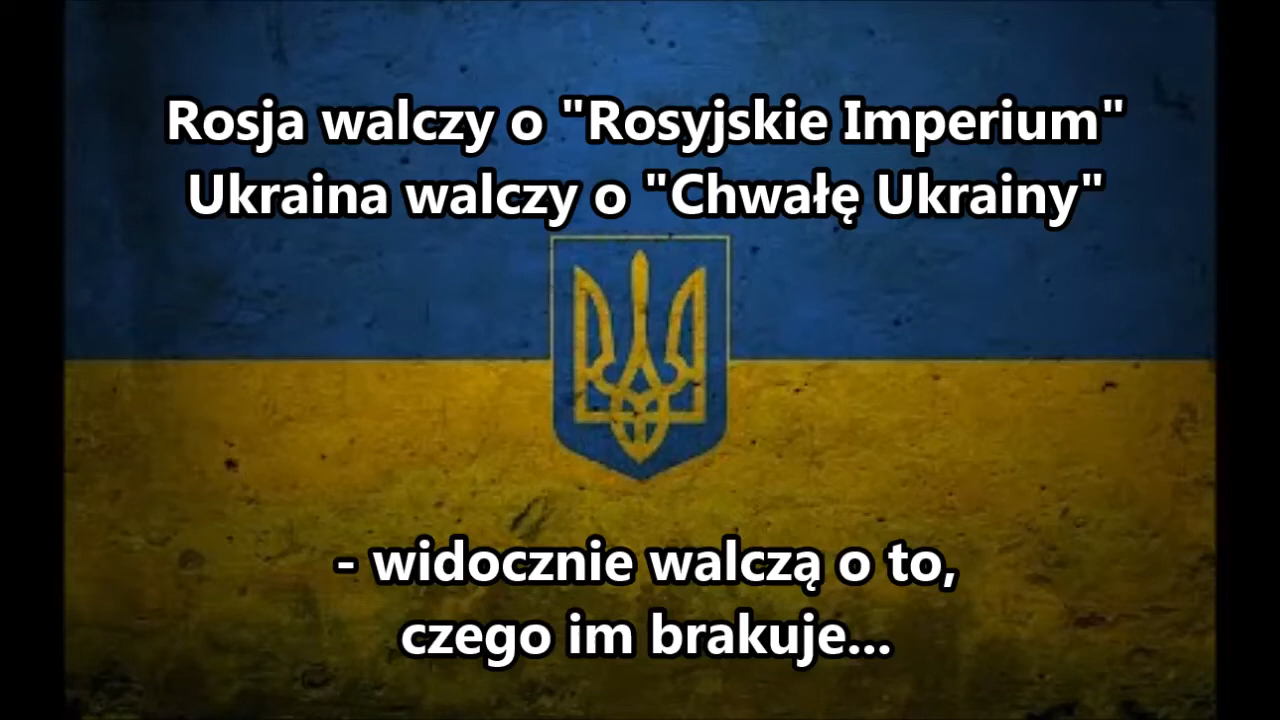 Rosja walczy o "Rosyjskie Imperium"
Ukraina walczy o "Chwałę Ukrainy"
- widocznie walczą o to,
czego im brakuje...